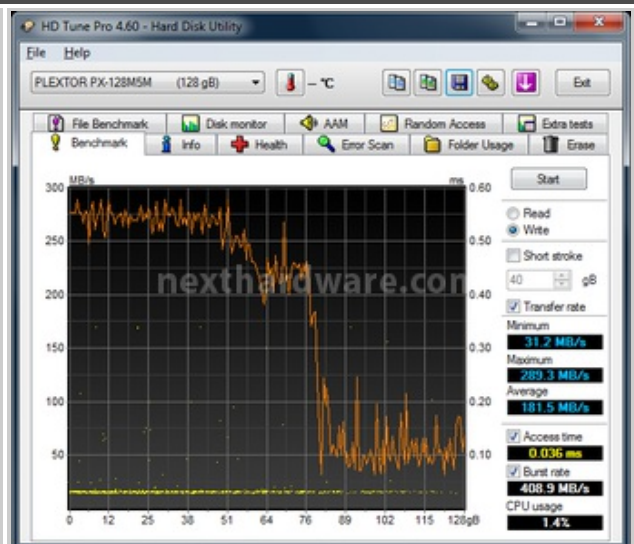 HD Tune Pro 4.60 - Hard Disk Utility
File Help
PLEXTOR PX-128M5M (128 gB) – °C Exit
File Benchmark Disk monitor AAM Random Access Extra tests
Benchmark Info Health Error Scan Folder Usage Erase
MB/s ms Start
300 0.60
Read
Write
250 0.50
Short stroke
nexthardware.com
40 gB
200 0.40
Transfer rate
Minimum
31.2 MB/s
150 0.30
Maximum
289.3 MB/s
Average
181.5 MB/s
100 0.20
Access time
0.036 ms
50 0.10
Burst rate
408.9 MB/s
CPU usage
1.4%
0 12 25 38 51 64 76 89 102 115 128gB